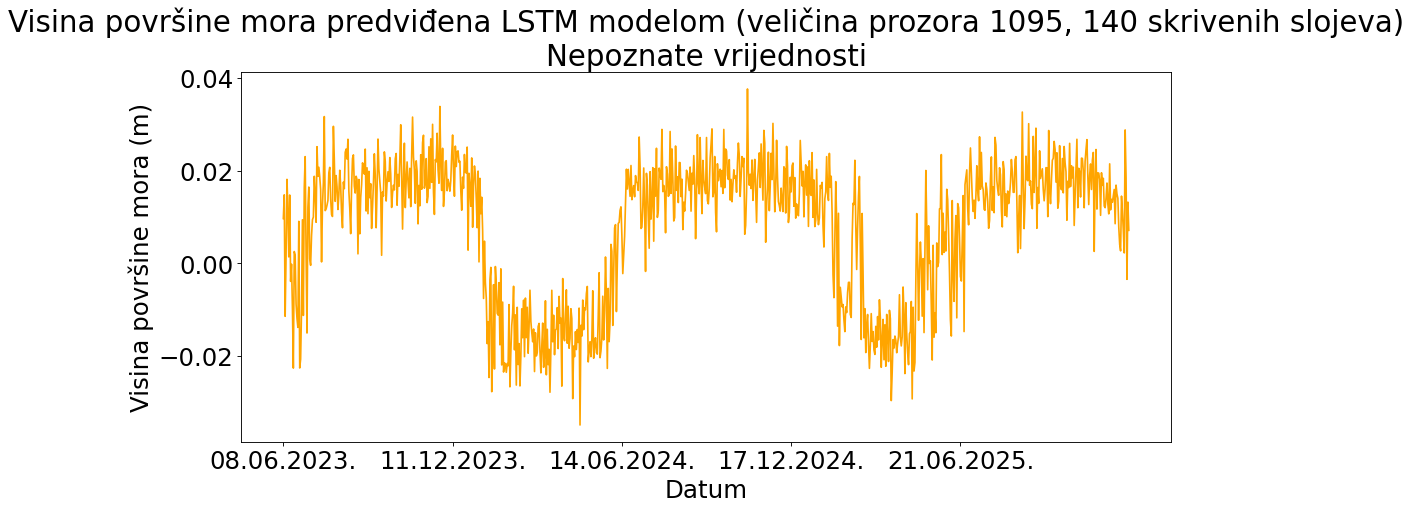 Visina površine mora predviđena LSTM modelom (veličina prozora 1095, 140 skrivenih slojeva)
Nepoznate vrijednosti
Visina površine mora (m)
0.04
0.02
0.00
−0.02
08.06.2023. 11.12.2023. 14.06.2024. 17.12.2024. 21.06.2025.
Datum